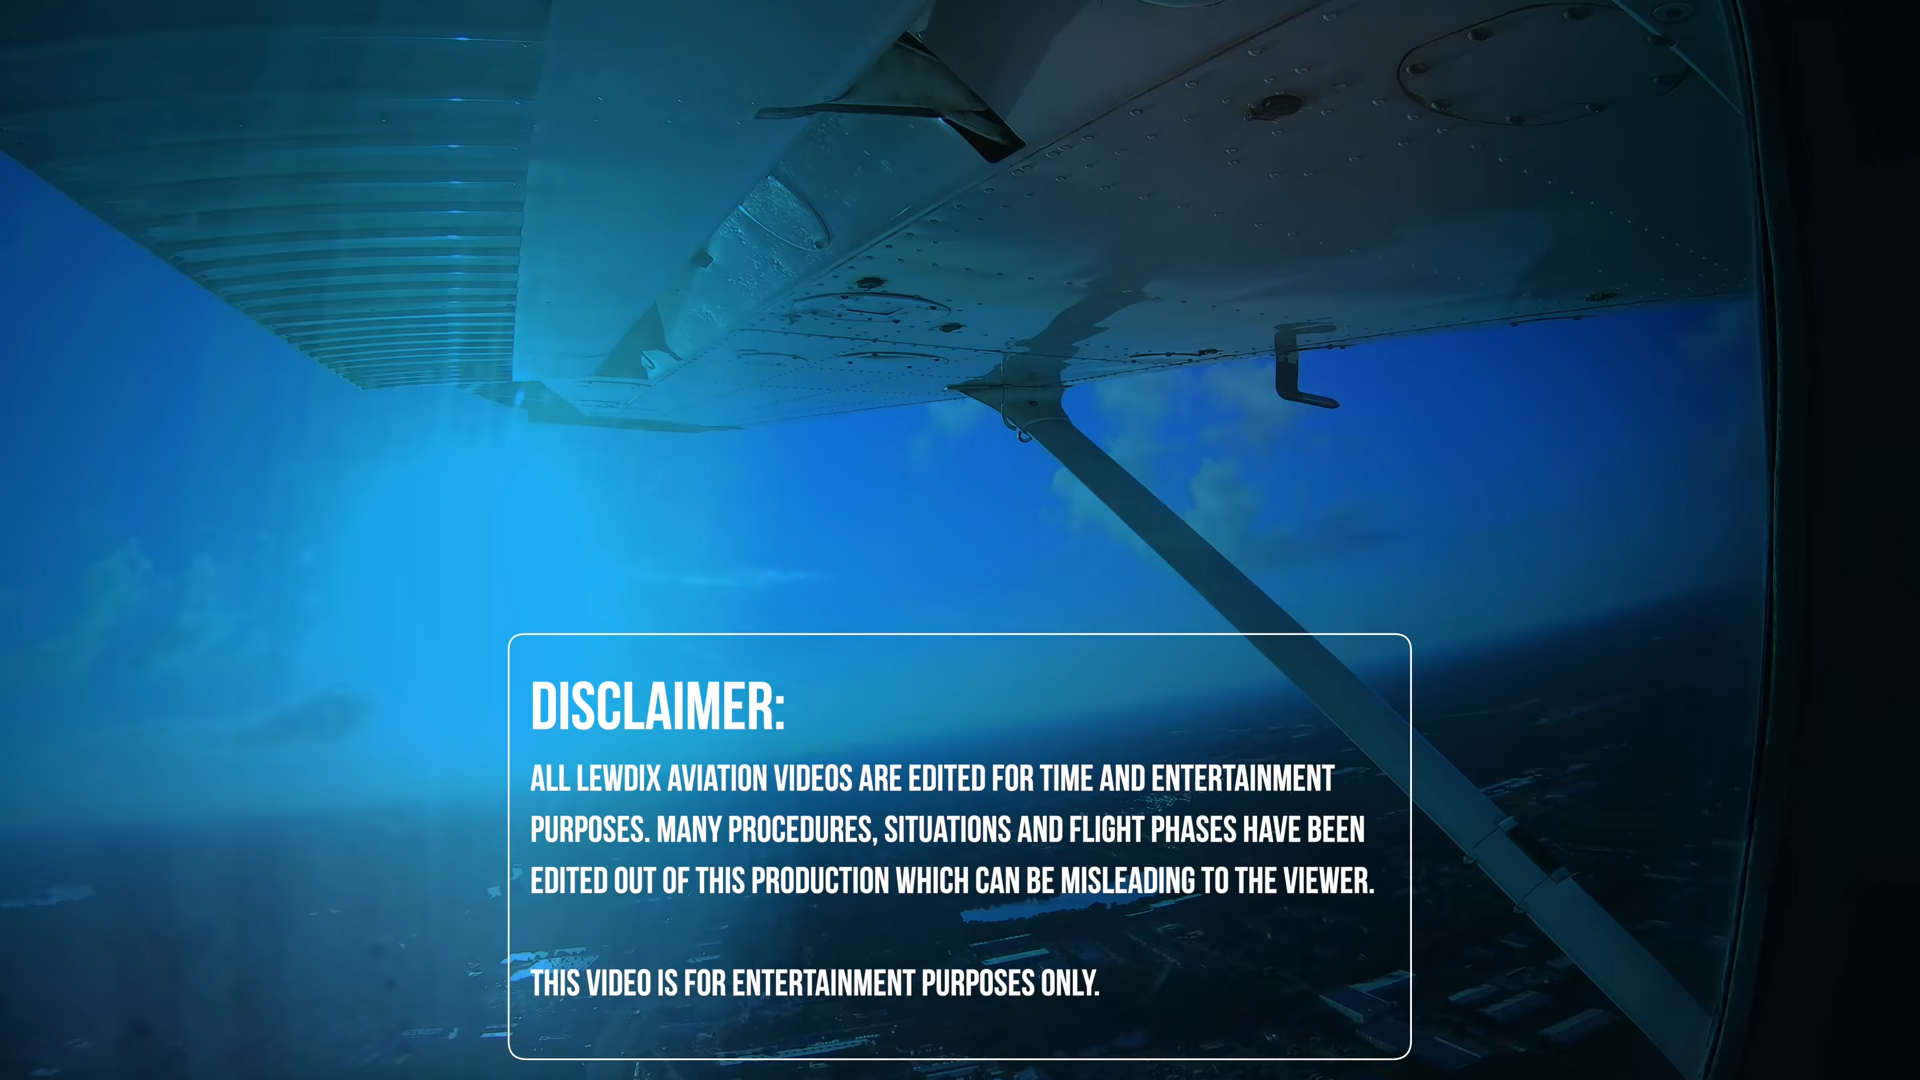 DISCLAIMER:
ALL LEWDIX AVIATION VIDEOS ARE EDITED FOR TIME AND ENTERTAINMENT
PURPOSES. MANY PROCEDURES, SITUATIONS AND FLIGHT PHASES HAVE BEEN
EDITED OUT OF THIS PRODUCTION WHICH CAN BE MISLEADING TO THE VIEWER.
THIS VIDEO IS FOR ENTERTAINMENT PURPOSES ONLY.